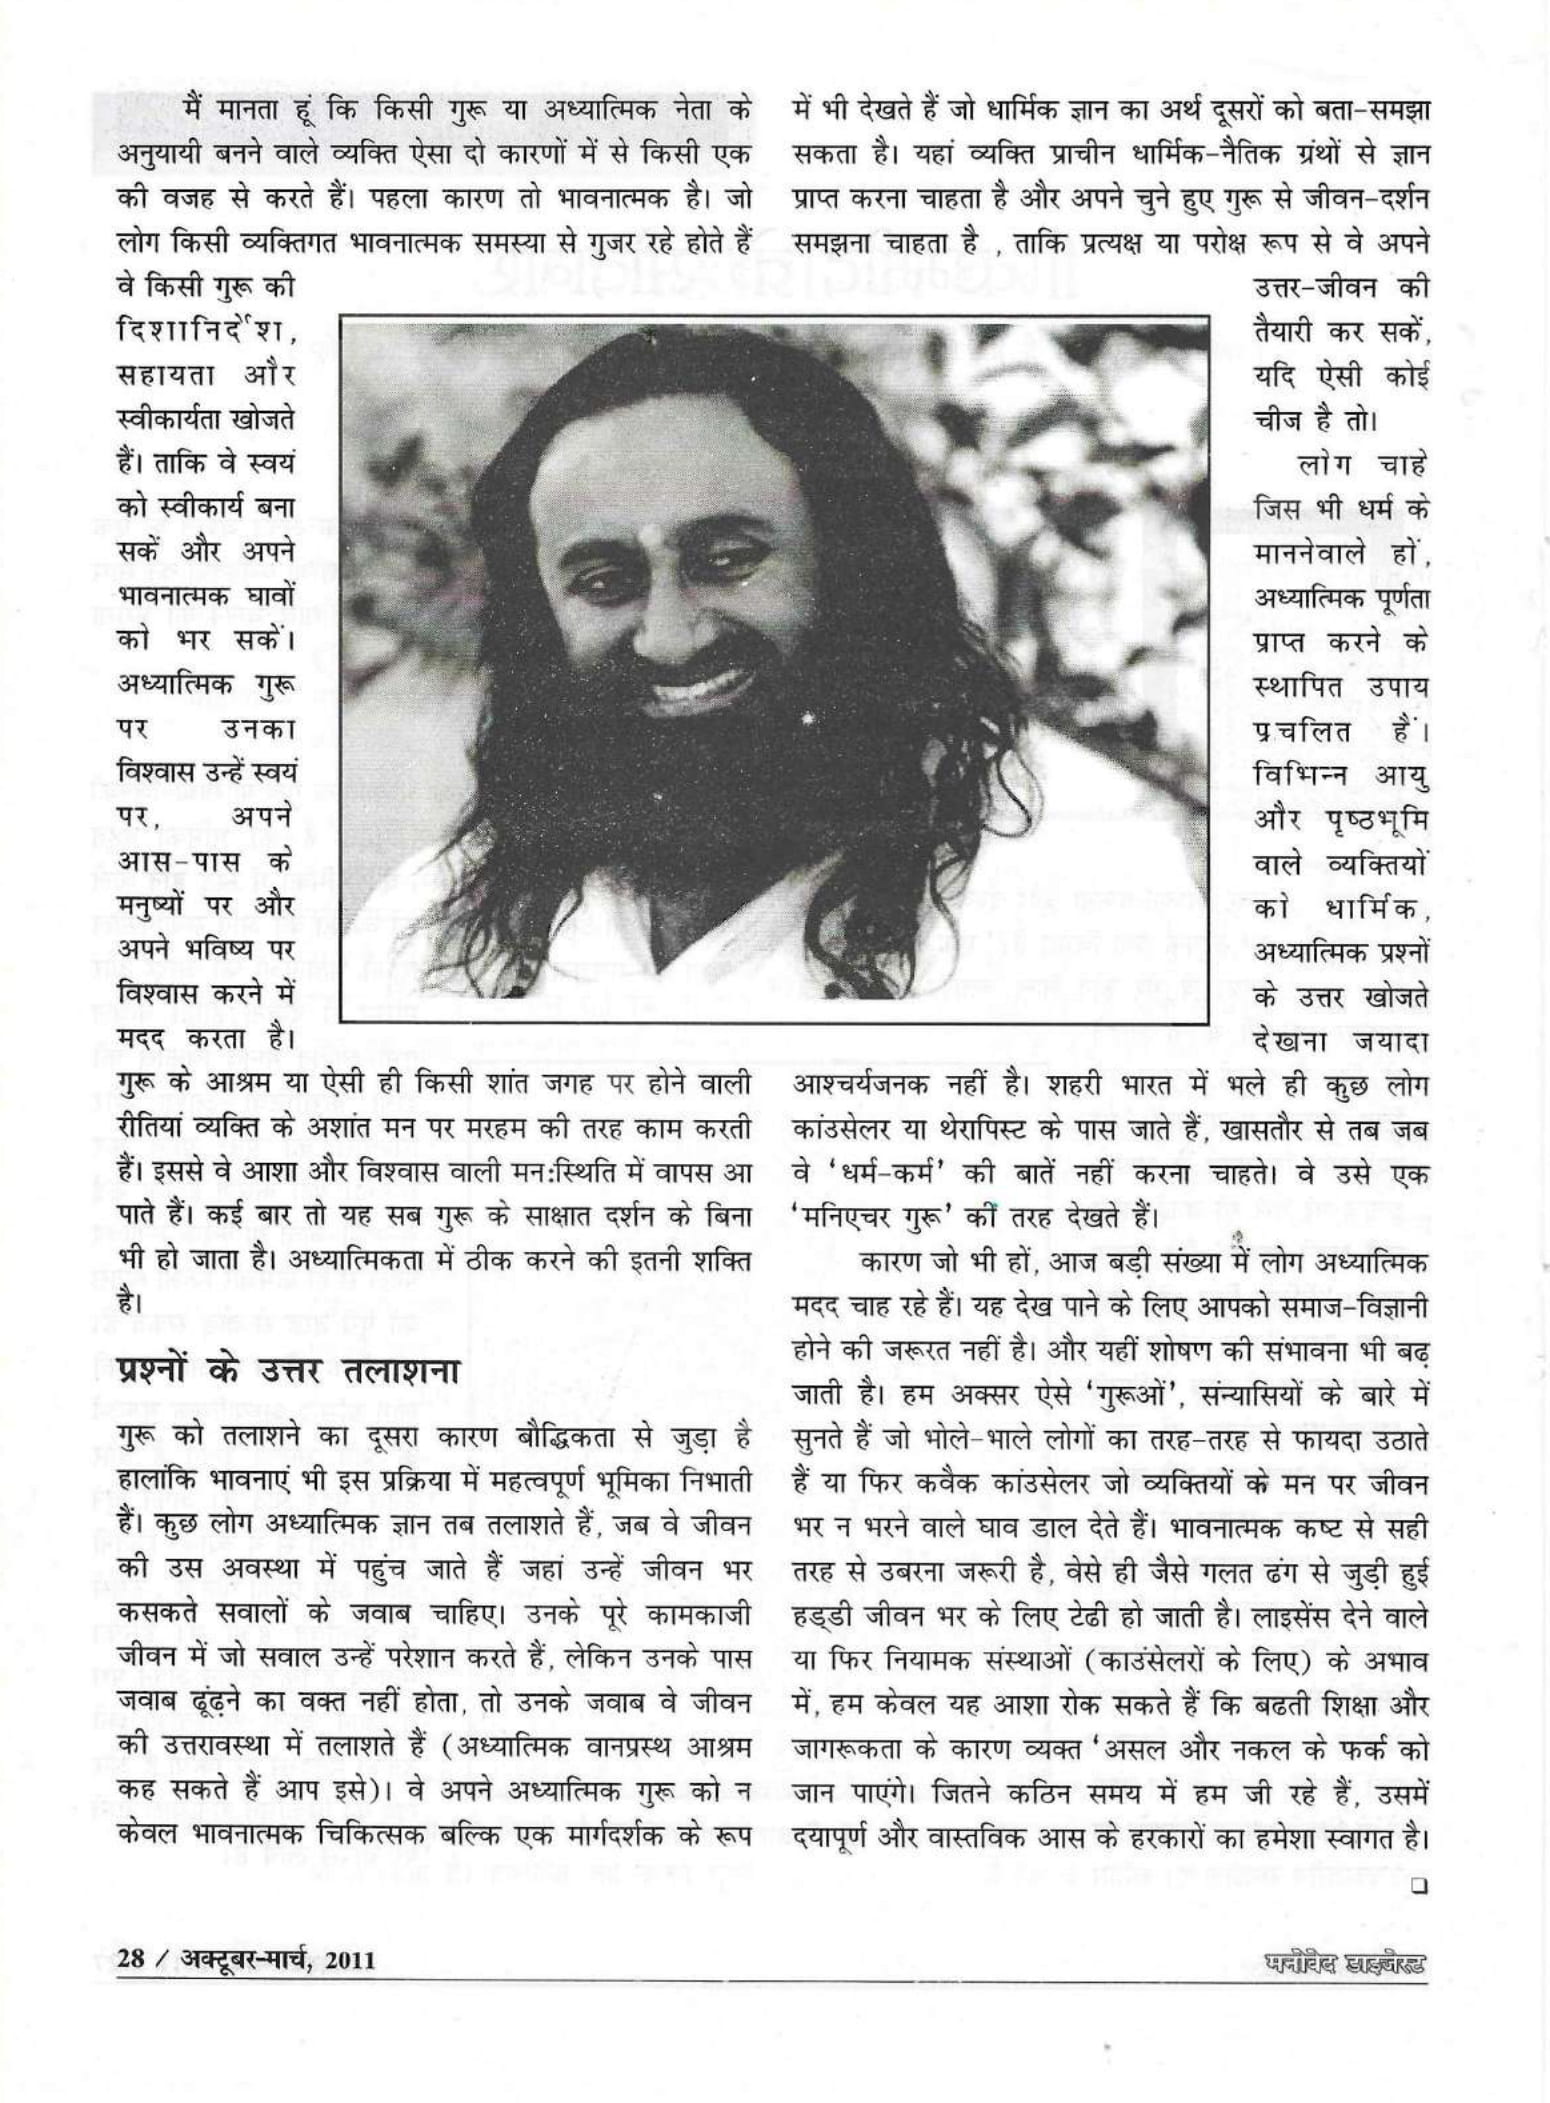 मैं मानता हूं कि किसी गुरू या अध्यात्मिक नेता के
अनुयायी बनने वाले व्यक्ति ऐसा दो कारणों में से किसी एक
की वजह से करते हैं। पहला कारण तो भावनात्मक है। जो
लोग किसी व्यक्तिगत भावनात्मक समस्या से गुजर रहे होते हैं
वे किसी गुरू की
दिशानिर्देश,
सहायता और
स्वीकार्यता खोजते
हैं। ताकि वे स्वयं
को स्वीकार्य बना
सकें और अपने
भावनात्मक घावों
को भर सकें।
अध्यात्मिक गुरू
पर उनका
विश्वास उन्हें स्वयं
पर, अपने
आस-पास के
मनुष्यों पर और
अपने भविष्य पर
विश्वास करने में
मदद करता है।
गुरू के आश्रम या ऐसी ही किसी शांत जगह पर होने वाली
रीतियां व्यक्ति के अशांत मन पर मरहम की तरह काम करती
हैं। इससे वे आशा और विश्वास वाली मन:स्थिति में वापस आ
पाते हैं। कई बार तो यह सब गुरू के साक्षात दर्शन के बिना
भी हो जाता है। अध्यात्मिकता में ठीक करने की इतनी शक्ति
है।
प्रश्नों के उत्तर तलाशना
गुरू को तलाशने का दूसरा कारण बौद्धिकता से जुड़ा है
हालांकि भावनाएं भी इस प्रक्रिया में महत्वपूर्ण भूमिका निभाती
हैं। कुछ लोग अध्यात्मिक ज्ञान तब तलाशते हैं, जब वे जीवन
की उस अवस्था में पहुंच जाते हैं जहां उन्हें जीवन भर
कसकते सवालों के जवाब चाहिए। उनके पूरे कामकाजी
जीवन में जो सवाल उन्हें परेशान करते हैं, लेकिन उनके पास
जवाब ढूंढ़ने का वक्त नहीं होता, तो उनके जवाब वे जीवन
की उत्तरावस्था में तलाशते हैं (अध्यात्मिक वानप्रस्थ आश्रम
कह सकते हैं आप इसे)। वे अपने अध्यात्मिक गुरू को न
केवल भावनात्मक चिकित्सक बल्कि एक मार्गदर्शक के रूप
में भी देखते हैं जो धार्मिक ज्ञान का अर्थ दूसरों को बता-समझा
सकता है। यहां व्यक्ति प्राचीन धार्मिक-नैतिक ग्रंथों से ज्ञान
प्राप्त करना चाहता है और अपने चुने हुए गुरू से जीवन-दर्शन
समझना चाहता है , ताकि प्रत्यक्ष या परोक्ष रूप से वे अपने
उत्तर-जीवन की
तैयारी कर सकें,
यदि ऐसी कोई
चीज है तो।
लोग चाहे
जिस भी धर्म के
माननेवाले हों,
अध्यात्मिक पूर्णता
प्राप्त करने के
स्थापित उपाय
प्रचलित हैं।
विभिन्न आयु
और पृष्ठभूमि
वाले व्यक्तियों
को धार्मिक,
अध्यात्मिक प्रश्नों
के उत्तर खोजते
देखना जयादा
आश्चर्यजनक नहीं है। शहरी भारत में भले ही कुछ लोग
कांउसेलर या थेरापिस्ट के पास जाते हैं, खासतौर से तब जब
वे ‘धर्म-कर्म’ की बातें नहीं करना चाहते। वे उसे एक
‘मनिएचर गुरू’ की तरह देखते हैं।
कारण जो भी हों, आज बड़ी संख्या में लोग अध्यात्मिक
मदद चाह रहे हैं। यह देख पाने के लिए आपको समाज-विज्ञानी
होने की जरूरत नहीं है। और यहीं शोषण की संभावना भी बढ़
जाती है। हम अक्सर ऐसे ‘गुरूओं’, संन्यासियों के बारे में
सुनते हैं जो भोले-भाले लोगों का तरह-तरह से फायदा उठाते
हैं या फिर कवैक कांउसेलर जो व्यक्तियों के मन पर जीवन
भर न भरने वाले घाव डाल देते हैं। भावनात्मक कष्ट से सही
तरह से उबरना जरूरी है, वेसे ही जैसे गलत ढंग से जुड़ी हुई
हड्डी जीवन भर के लिए टेढी हो जाती है। लाइसेंस देने वाले
या फिर नियामक संस्थाओं (काउंसेलरों के लिए) के अभाव
में, हम केवल यह आशा रोक सकते हैं कि बढती शिक्षा और
जागरूकता के कारण व्यक्त ‘असल और नकल के फर्क को
जान पाएंगे। जितने कठिन समय में हम जी रहे हैं, उसमें
दयापूर्ण और वास्तविक आस के हरकारों का हमेशा स्वागत है।
28 / अक्टूबर-मार्च, 2011
मनोवेद डाइजेस्ट